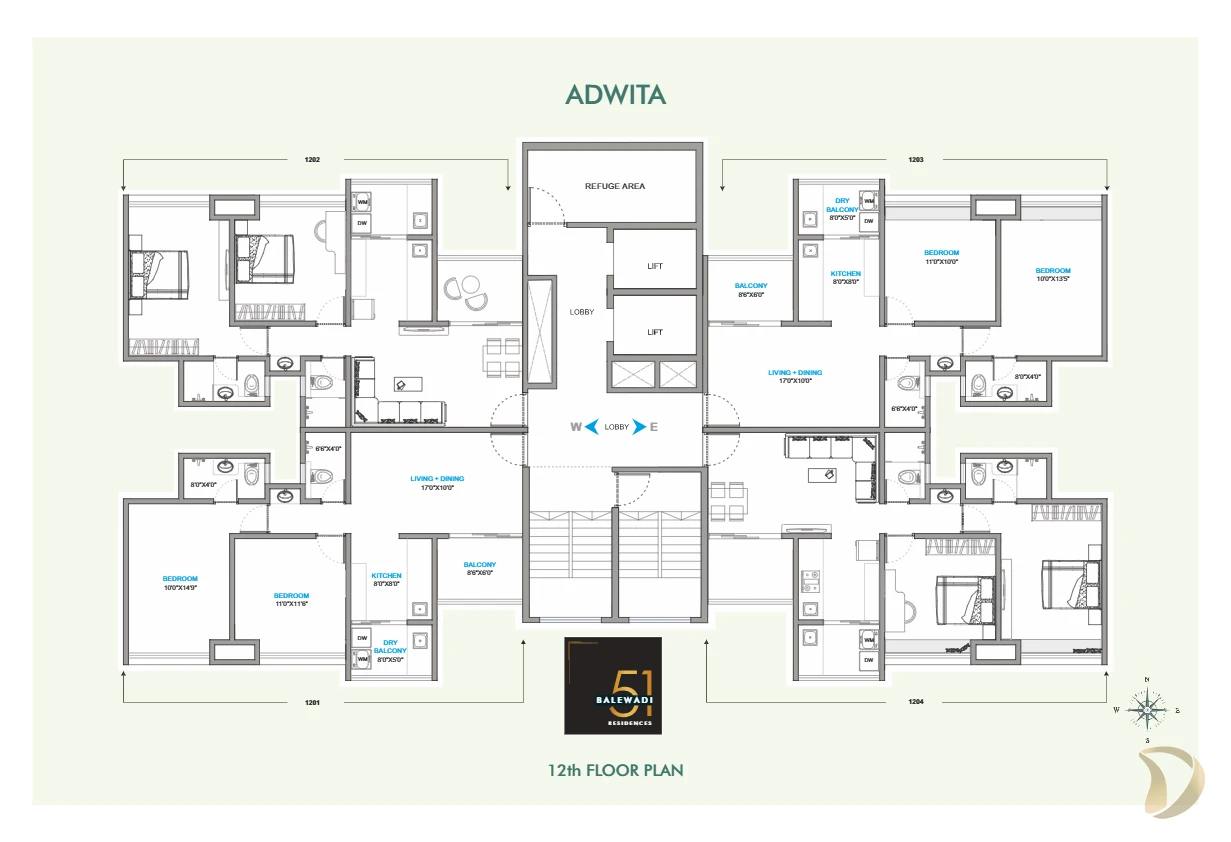 ADWITA
1202
1203
REFUGE AREA
WM
DW
DRY
BALCONY
8'0"X5'0"
WM
DW
LIFT
LOBBY
LIFT
BEDROOM
11'0"X10'0"
BEDROOM
10'0"X13'5"
KITCHEN
8'0"X8'0"
BALCONY
8'6"X6'0"
LIVING + DINING
17'0"X10'0"
8'0"X4'0"
6'6"X4'0"
W LOBBY E
6'6"X4'0"
8'0"X4'0"
LIVING + DINING
17'0"X10'0"
BEDROOM
10'0"X14'9"
BEDROOM
11'0"X11'6"
KITCHEN
8'0"X8'0"
BALCONY
8'6"X6'0"
DW
WM
DRY
BALCONY
8'0"X5'0"
WM
DW
1201
1204
51
BALEWADI
RESIDENCES
N
W
E
S
12th FLOOR PLAN